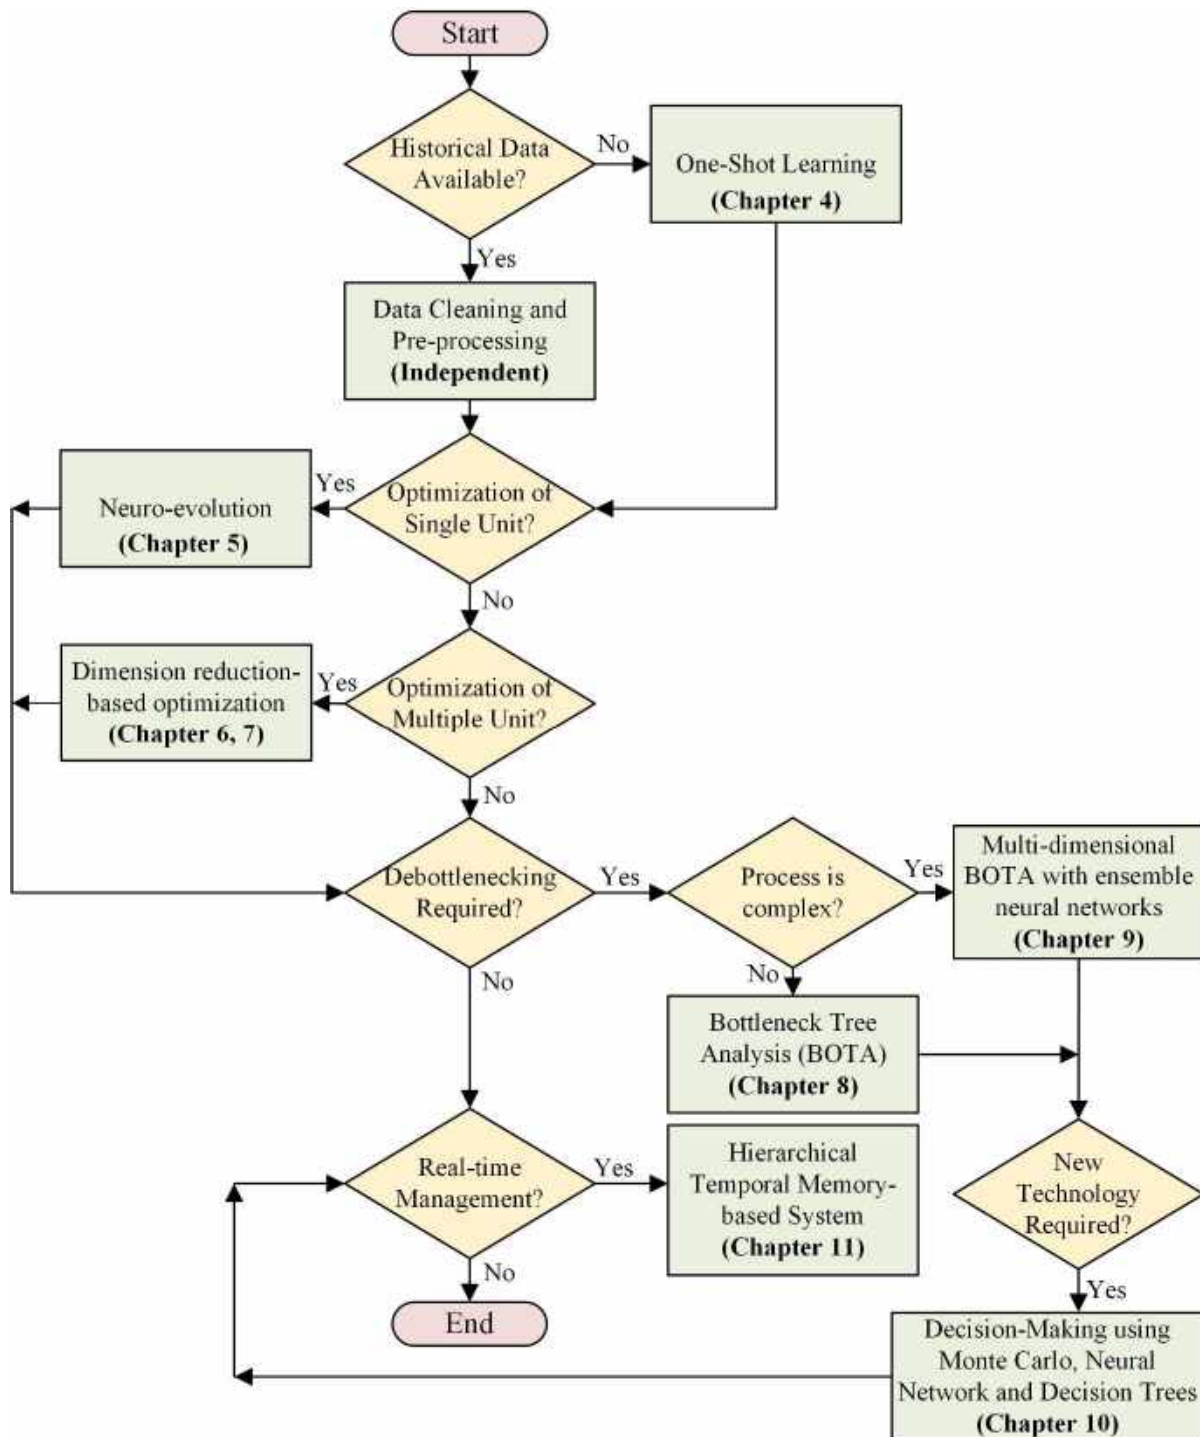 Start
Historical Data
Available?
No
One-Shot Learning
(Chapter 4)
Yes
Data Cleaning and
Pre-processing
(Independent)
Neuro-evolution
(Chapter 5)
Yes
Optimization of
Single Unit?
No
Dimension reduction-
based optimization
(Chapter 6, 7)
Yes
Optimization of
Multiple Unit?
No
Debottlenecking
Required?
Yes
Process is
complex?
Yes
Multi-dimensional
BOTA with ensemble
neural networks
(Chapter 9)
No
No
Bottleneck Tree
Analysis (BOTA)
(Chapter 8)
Real-time
Management?
Yes
Hierarchical
Temporal Memory-
based System
(Chapter 11)
New
Technology
Required?
No
Yes
End
Decision-Making using
Monte Carlo, Neural
Network and Decision Trees
(Chapter 10)